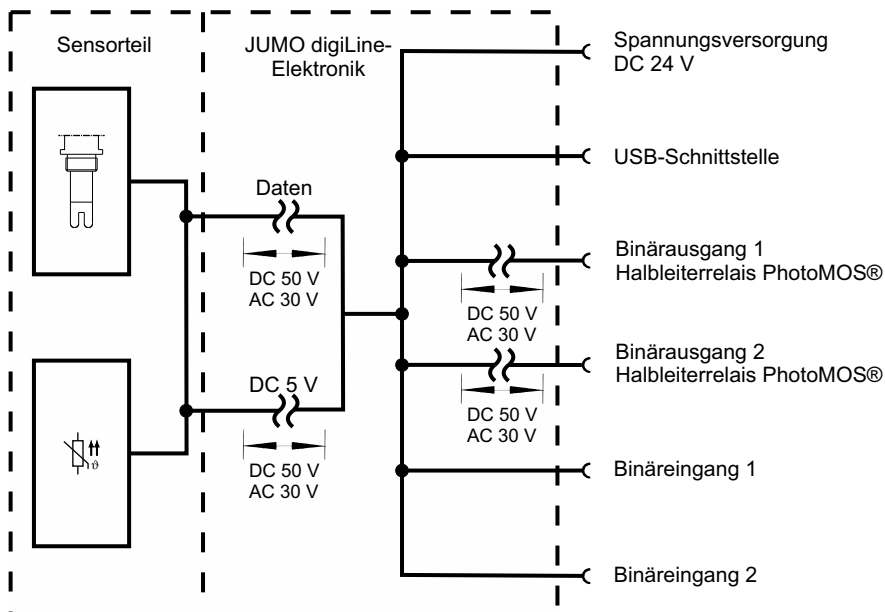 Sensorteil
JUMO digiLine-
Elektronik
Spannungsversorgung
DC 24 V
USB-Schnittstelle
Daten
DC 50 V
AC 30 V
Binärausgang 1
Halbleiterrelais PhotoMOS®
DC 50 V
AC 30 V
Binärausgang 2
Halbleiterrelais PhotoMOS®
DC 5 V
DC 50 V
AC 30 V
DC 50 V
AC 30 V
ϑ
Binäreingang 1
Binäreingang 2